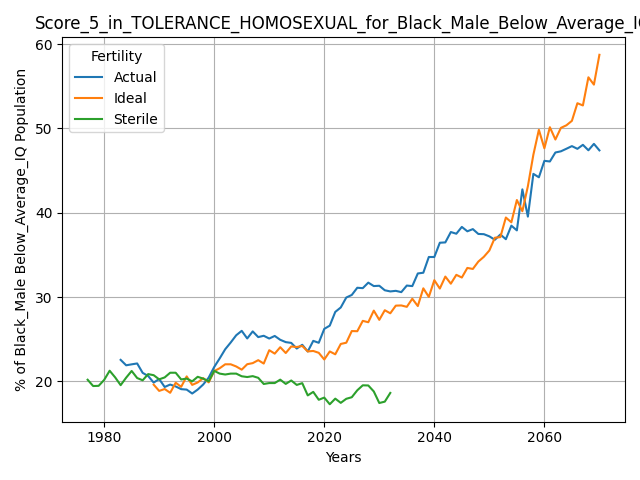 Score_5_in_TOLERANCE_HOMOSEXUAL_for_Black_Male_Below_Average_IQ
Fertility
Actual
Ideal
Sterile
% of Black_Male Below_Average_IQ Population
60
50
40
30
20
1980
2000
2020
2040
2060
Years